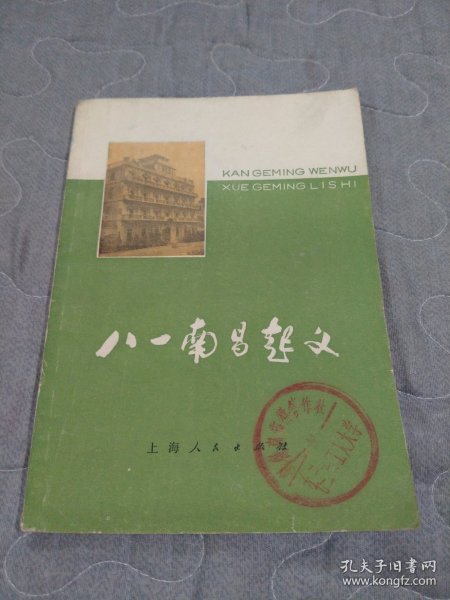 KAN GEMING WENWU
XUE GEMING LISHI
八一南昌起义
上海人民出版社
孔夫子旧书网
www.kongfz.com